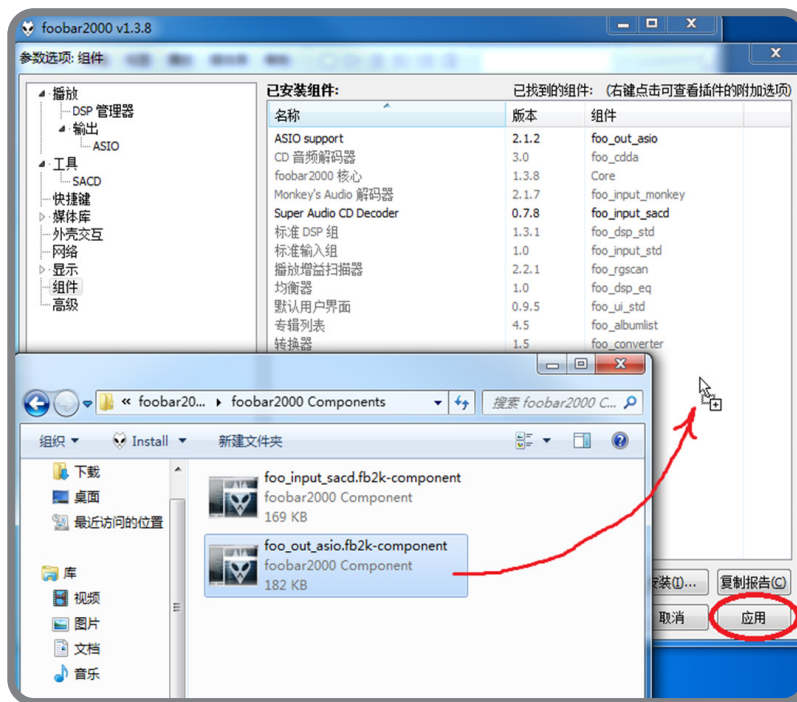 foobar2000 v1.3.8
参数选项: 组件
播放
DSP 管理器
输出
ASIO
工具
SACD
快捷键
媒体库
外壳交互
网络
显示
组件
高级
已安装组件: 已找到的组件: (右键点击可查看插件的附加选项)
名称 版本 组件
ASIO support 2.1.2 foo_out_asio
CD 音频解码器 3.0 foo_cdda
foobar2000 核心 1.3.8 Core
Monkey's Audio 解码器 2.1.7 foo_input_monkey
Super Audio CD Decoder 0.7.8 foo_input_sacd
标准 DSP 组 1.3.1 foo_dsp_std
标准输入组 1.0 foo_input_std
播放增益扫描器 2.2.1 foo_rgscan
均衡器 1.0 foo_dsp_eq
默认用户界面 0.9.5 foo_ui_std
专辑列表 4.5 foo_albumlist
转换器 1.5 foo_converter
« foobar20... foobar2000 Components 搜索 foobar2000 C...
组织 Install 新建文件夹
下载
桌面
最近访问的位置
库
视频
图片
文档
音乐
foo_input_sacd.fb2k-component
foobar2000 Component
169 KB
foo_out_asio.fb2k-component
foobar2000 Component
182 KB
装(I)... 复制报告(C)
取消 应用